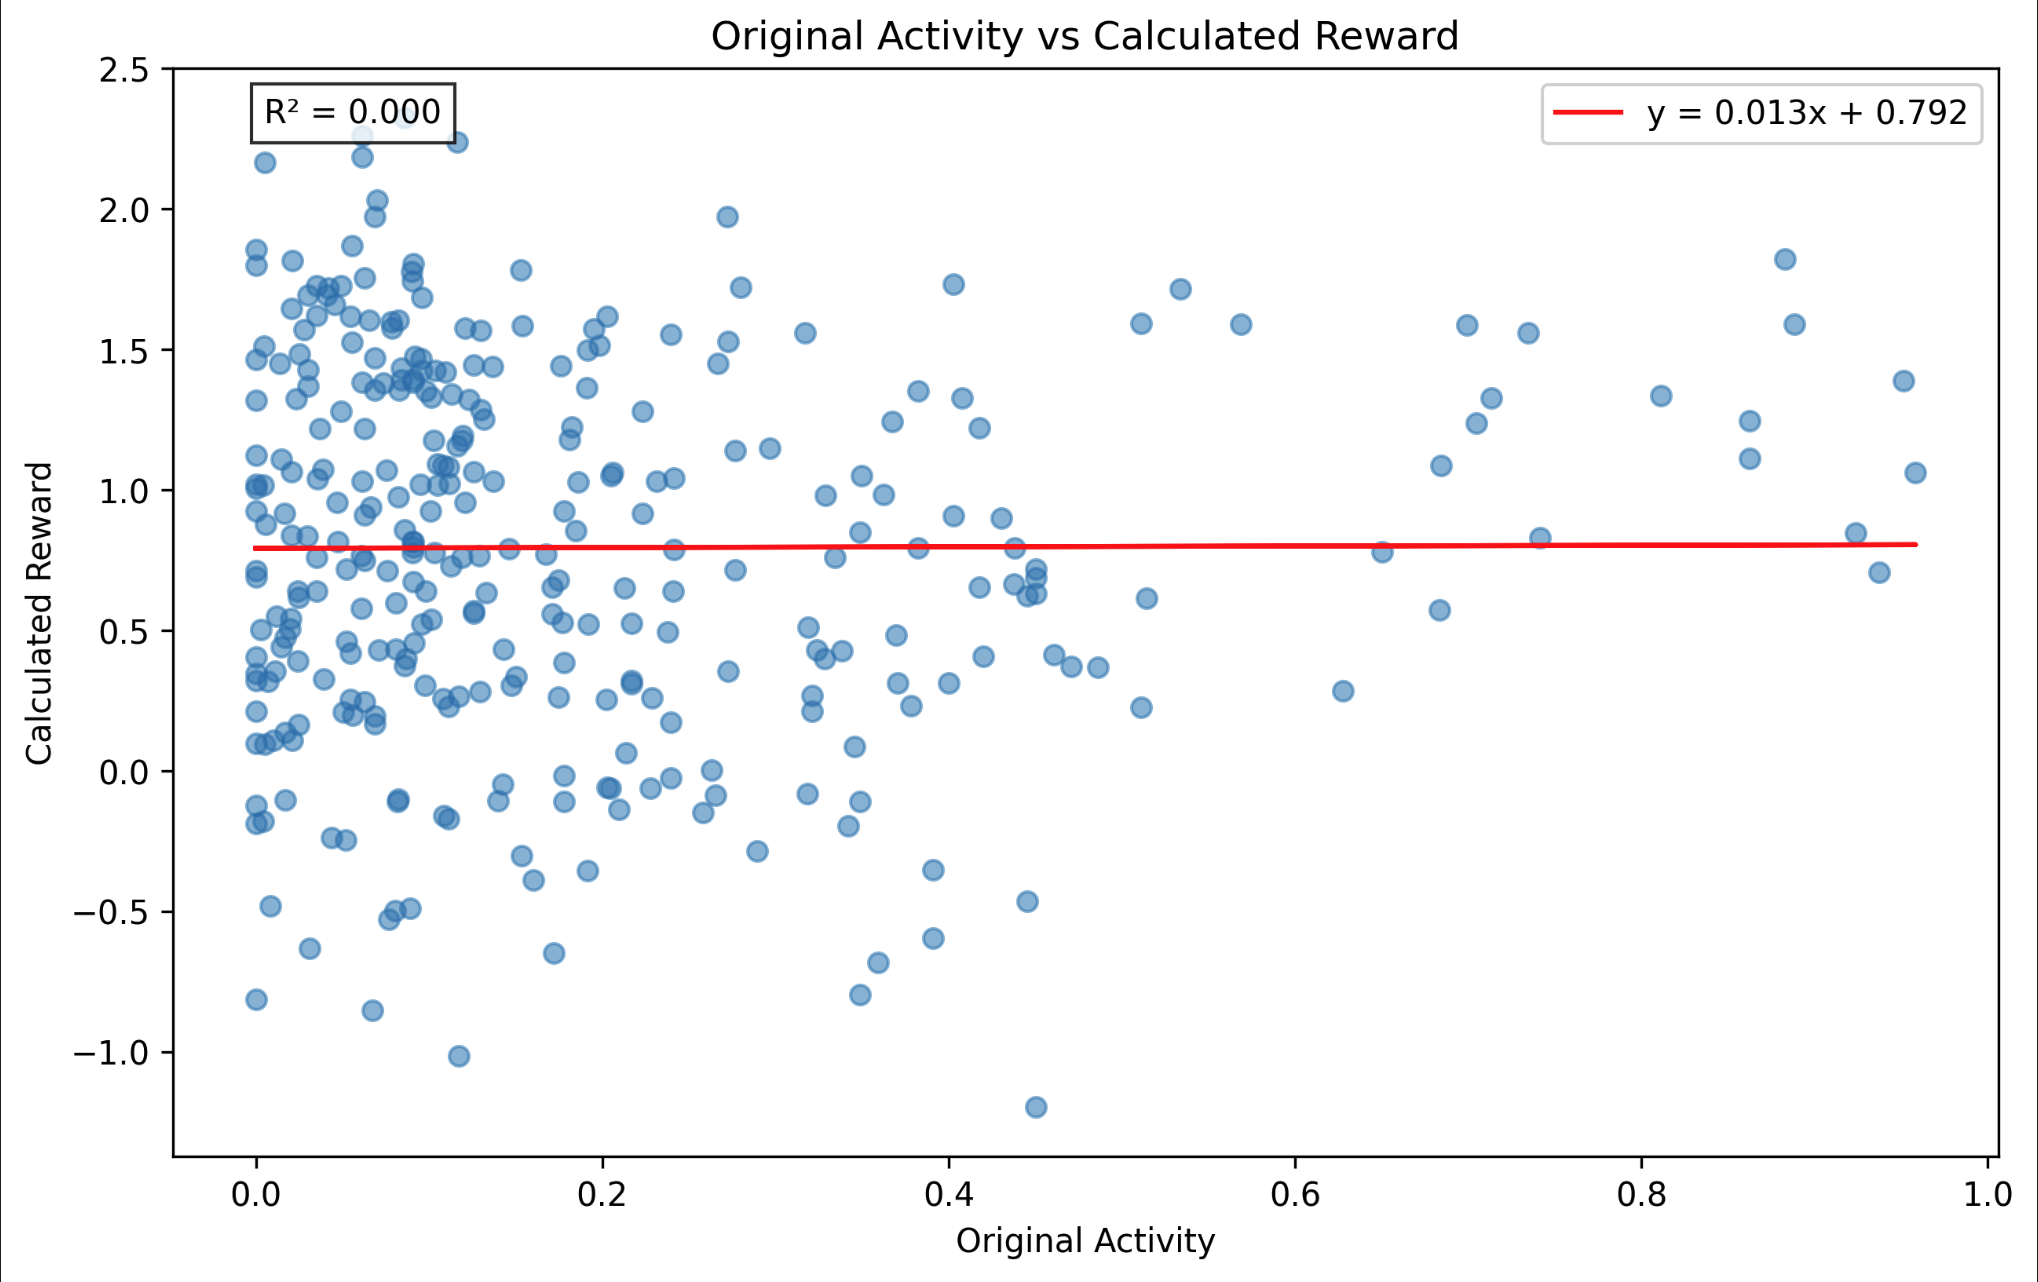 Original Activity vs Calculated Reward
R² = 0.000
y = 0.013x + 0.792
2.5
2.0
1.5
1.0
0.5
0.0
−0.5
−1.0
Calculated Reward
0.0 0.2 0.4 0.6 0.8 1.0
Original Activity